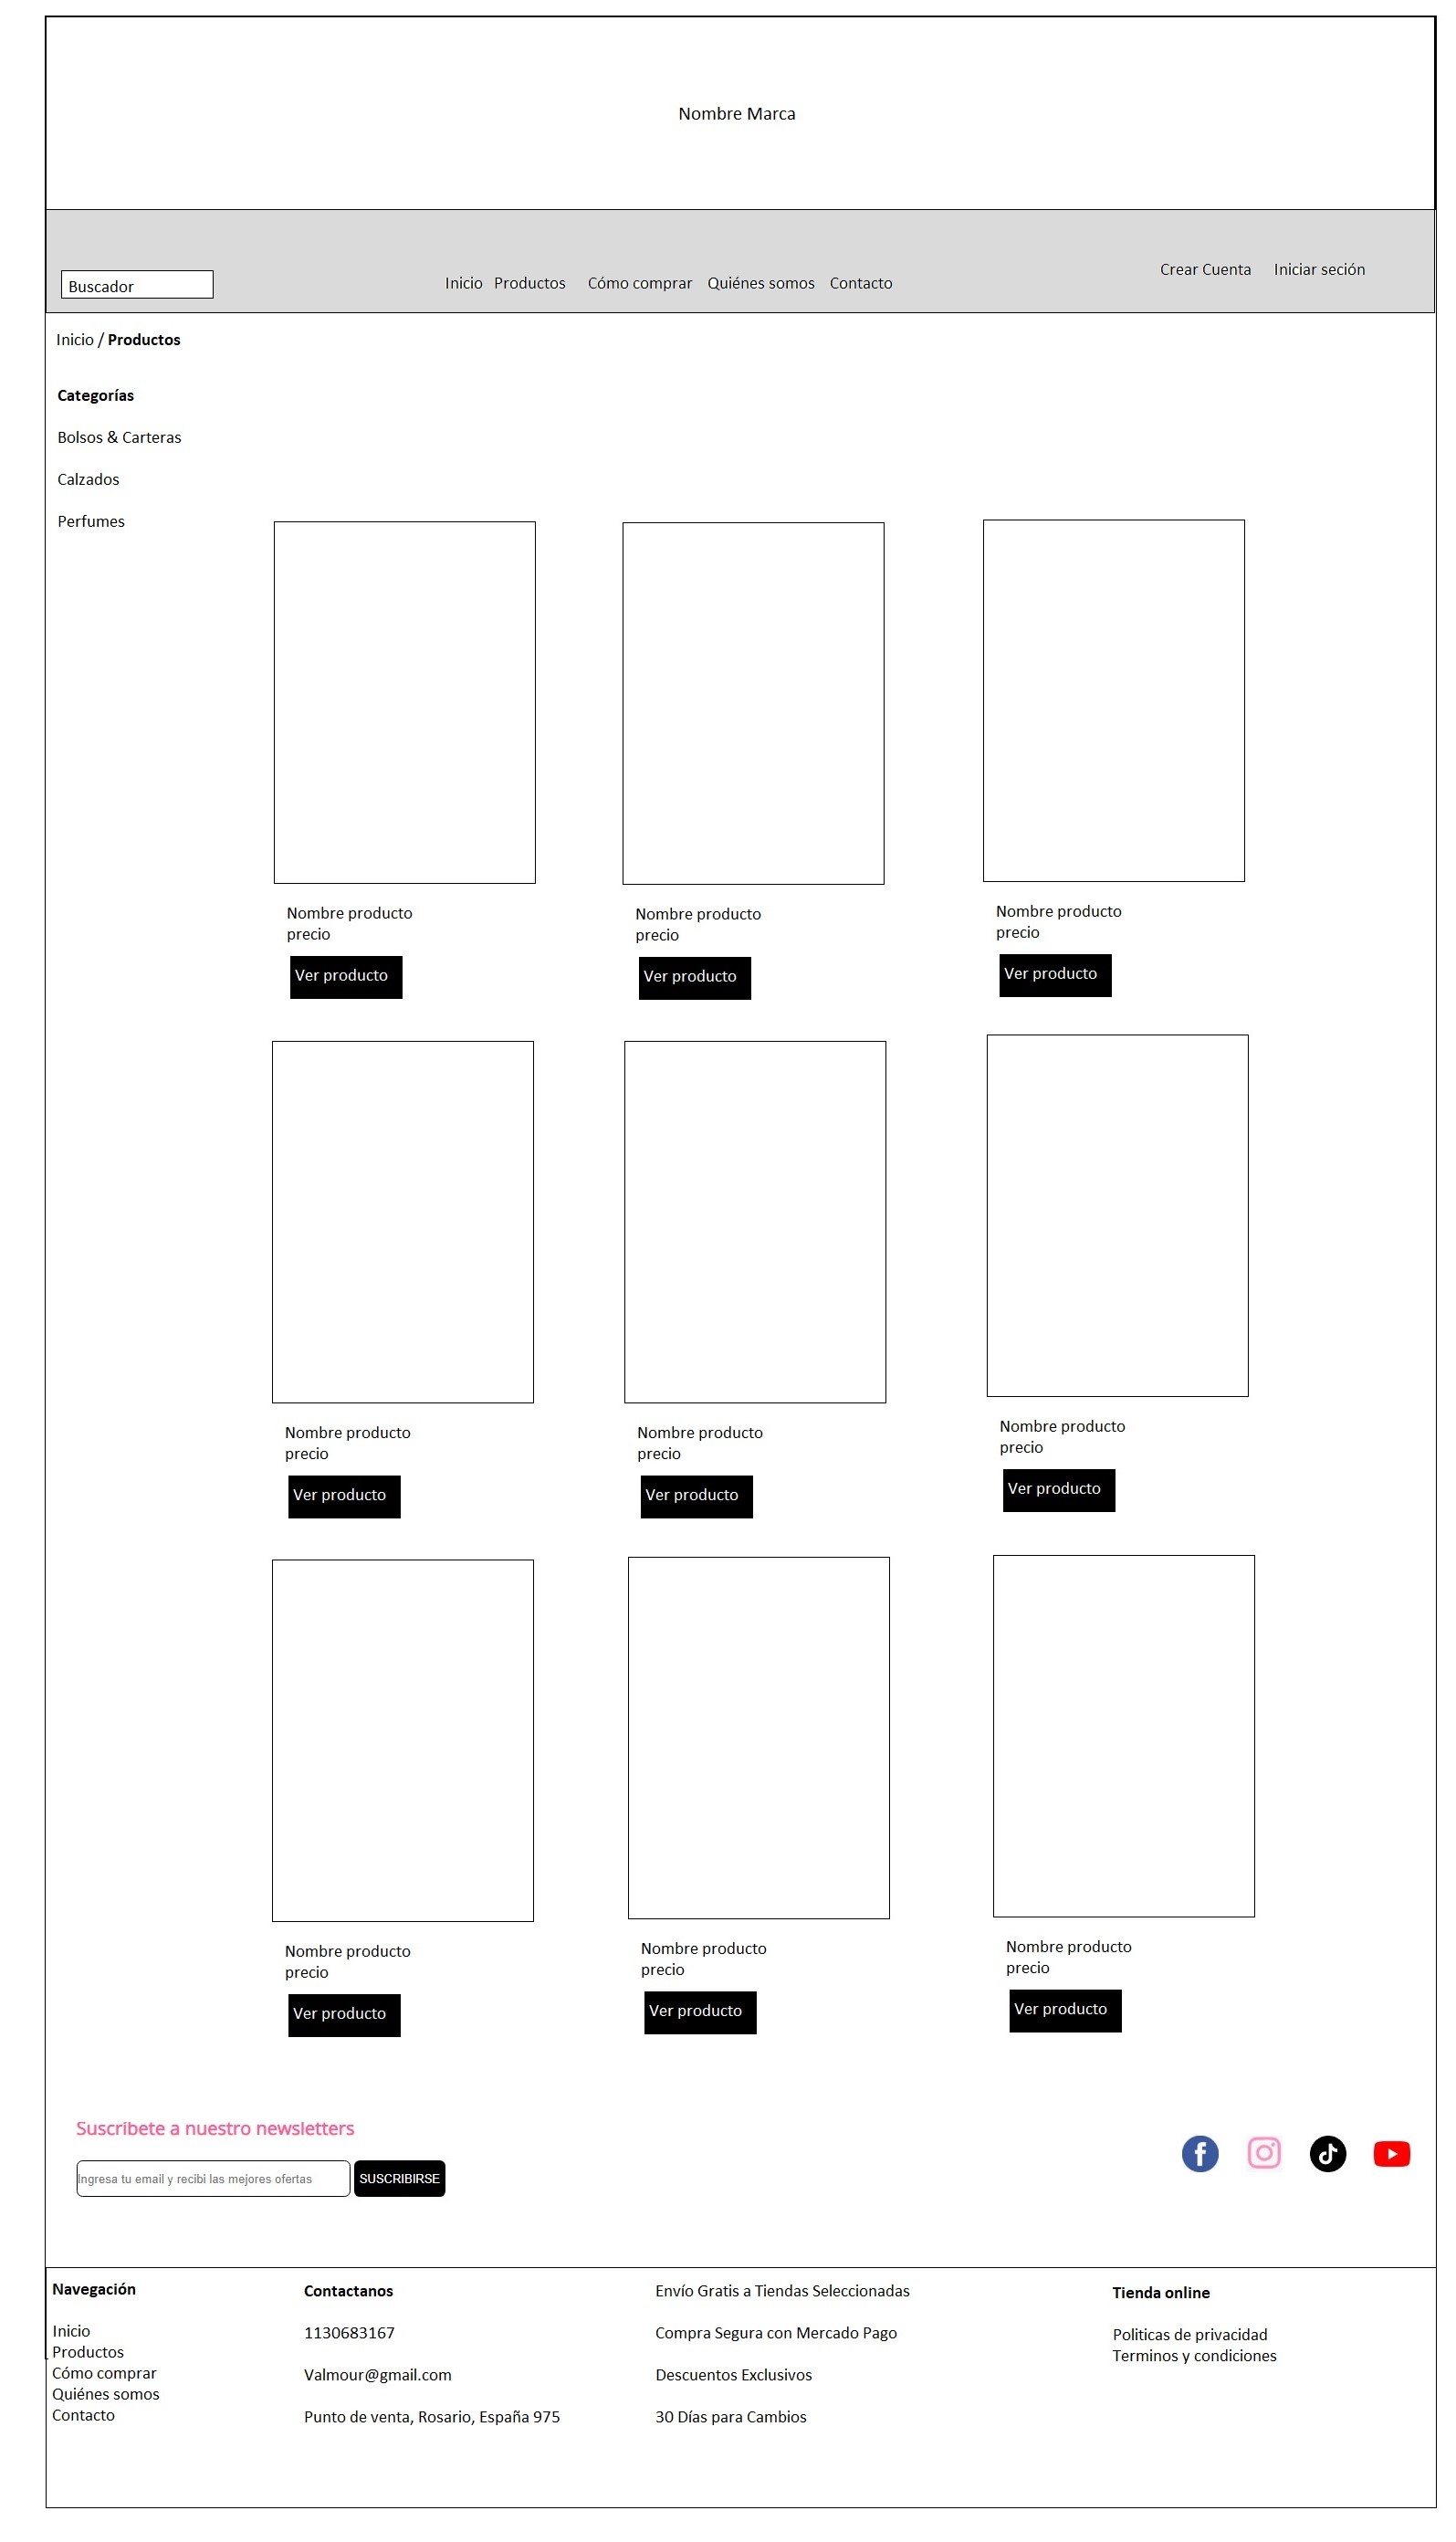 Nombre Marca
Buscador
Inicio Productos Cómo comprar Quiénes somos Contacto
Crear Cuenta Iniciar seción
Inicio / Productos
Categorías
Bolsos & Carteras
Calzados
Perfumes
Nombre producto
precio
Ver producto
Nombre producto
precio
Ver producto
Nombre producto
precio
Ver producto
Nombre producto
precio
Ver producto
Nombre producto
precio
Ver producto
Nombre producto
precio
Ver producto
Nombre producto
precio
Ver producto
Nombre producto
precio
Ver producto
Nombre producto
precio
Ver producto
Suscribete a nuestro newsletters
Ingresa tu email y recibi las mejores ofertas
SUSCRIBIRSE
Navegación
Inicio
Productos
Cómo comprar
Quiénes somos
Contacto
Contactanos
1130683167
Valmour@gmail.com
Punto de venta, Rosario, España 975
Envío Gratis a Tiendas Seleccionadas
Compra Segura con Mercado Pago
Descuentos Exclusivos
30 Días para Cambios
Tienda online
Politicas de privacidad
Terminos y condiciones